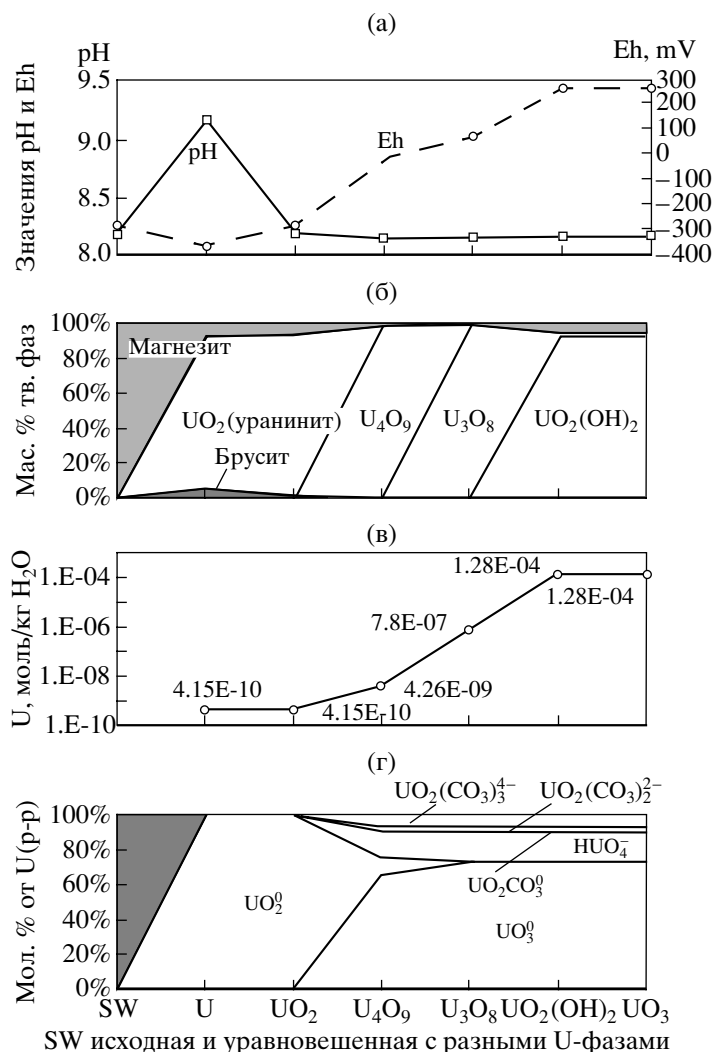 (а)
pH
Eh, mV
Значения pH и Eh
9.5
9.0
8.5
8.0
300
200
100
0
–100
–200
–300
–400
pH
Eh
(б)
Мас. % тв. фаз
100%
80%
60%
40%
20%
0%
Магнезит
UO2(уранинит)
Брусит
U4O9
U3O8
UO2(OH)2
(в)
U, моль/кг H2O
1.E-04
1.E-06
1.E-08
1.E-10
4.15E-10
4.15E-10
4.26E-09
7.8E-07
1.28E-04
1.28E-04
(г)
Мол. % от U(р-р)
100%
80%
60%
40%
20%
0%
UO2(CO3)3^4–
UO2(CO3)2^2–
HUO4^–
UO2CO3^0
UO2^0
UO3^0
SW U UO2 U4O9 U3O8 UO2(OH)2 UO3
SW исходная и уравновешенная с разными U-фазами